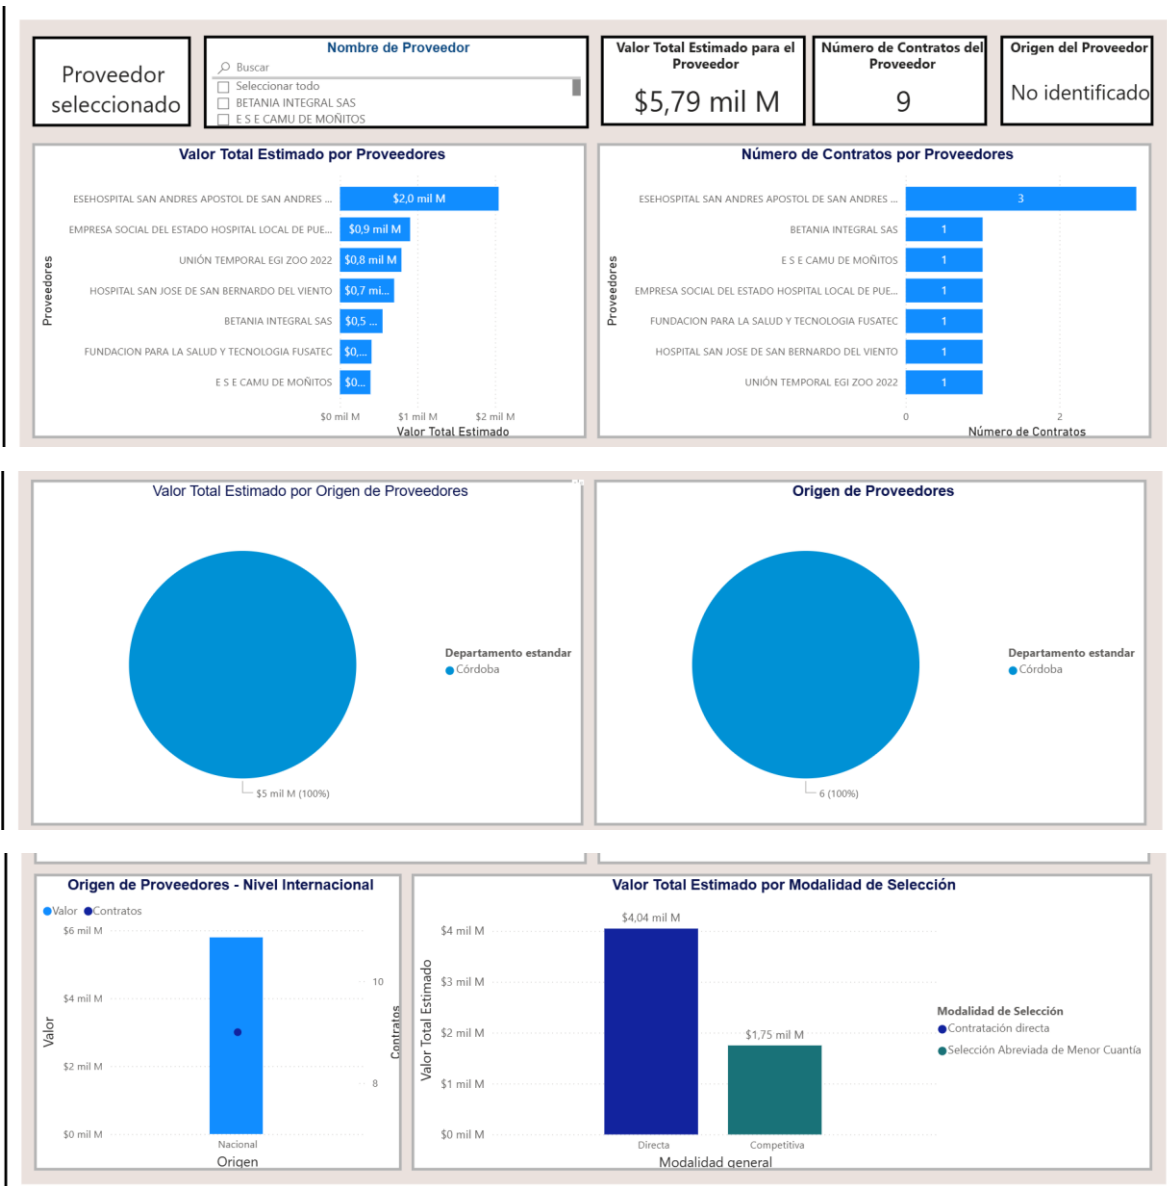 Proveedor
seleccionado
Nombre de Proveedor
Buscar
Seleccionar todo
BETANIA INTEGRAL SAS
E S E CAMU DE MOÑITOS
Valor Total Estimado para el
Proveedor
$5,79 mil M
Número de Contratos del
Proveedor
9
Origen del Proveedor
No identificado
Valor Total Estimado por Proveedores
Proveedores
ESEHOSPITAL SAN ANDRES APOSTOL DE SAN ANDRES ...
$2,0 mil M
EMPRESA SOCIAL DEL ESTADO HOSPITAL LOCAL DE PUE...
$0,9 mil M
UNIÓN TEMPORAL EGI ZOO 2022
$0,8 mil M
HOSPITAL SAN JOSE DE SAN BERNARDO DEL VIENTO
$0,7 mi...
BETANIA INTEGRAL SAS
$0,5 ...
FUNDACION PARA LA SALUD Y TECNOLOGIA FUSATEC
$0,...
E S E CAMU DE MOÑITOS
$0...
$0 mil M
$1 mil M
$2 mil M
Valor Total Estimado
Número de Contratos por Proveedores
Proveedores
ESEHOSPITAL SAN ANDRES APOSTOL DE SAN ANDRES ...
3
BETANIA INTEGRAL SAS
1
E S E CAMU DE MOÑITOS
1
EMPRESA SOCIAL DEL ESTADO HOSPITAL LOCAL DE PUE...
1
FUNDACION PARA LA SALUD Y TECNOLOGIA FUSATEC
1
HOSPITAL SAN JOSE DE SAN BERNARDO DEL VIENTO
1
UNIÓN TEMPORAL EGI ZOO 2022
1
0
2
Número de Contratos
Valor Total Estimado por Origen de Proveedores
Departamento estandar
Córdoba
$5 mil M (100%)
Origen de Proveedores
Departamento estandar
Córdoba
6 (100%)
Origen de Proveedores - Nivel Internacional
Valor
Contratos
$6 mil M
$4 mil M
$2 mil M
$0 mil M
Valor
10
8
Contratos
Nacional
Origen
Valor Total Estimado por Modalidad de Selección
$4 mil M
$3 mil M
$2 mil M
$1 mil M
$0 mil M
Valor Total Estimado
$4,04 mil M
$1,75 mil M
Directa
Competitiva
Modalidad general
Modalidad de Selección
Contratación directa
Selección Abreviada de Menor Cuantía